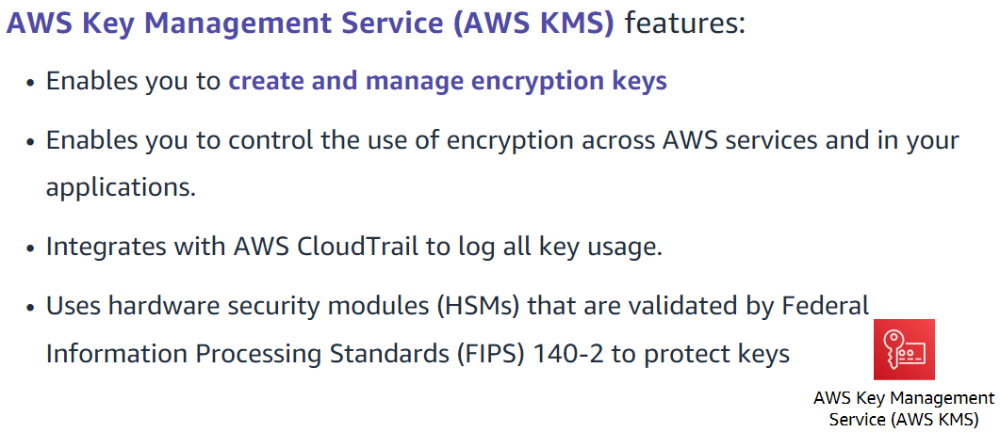 AWS Key Management Service (AWS KMS) features:
• Enables you to create and manage encryption keys
• Enables you to control the use of encryption across AWS services and in your
applications.
• Integrates with AWS CloudTrail to log all key usage.
• Uses hardware security modules (HSMs) that are validated by Federal
Information Processing Standards (FIPS) 140-2 to protect keys
AWS Key Management
Service (AWS KMS)